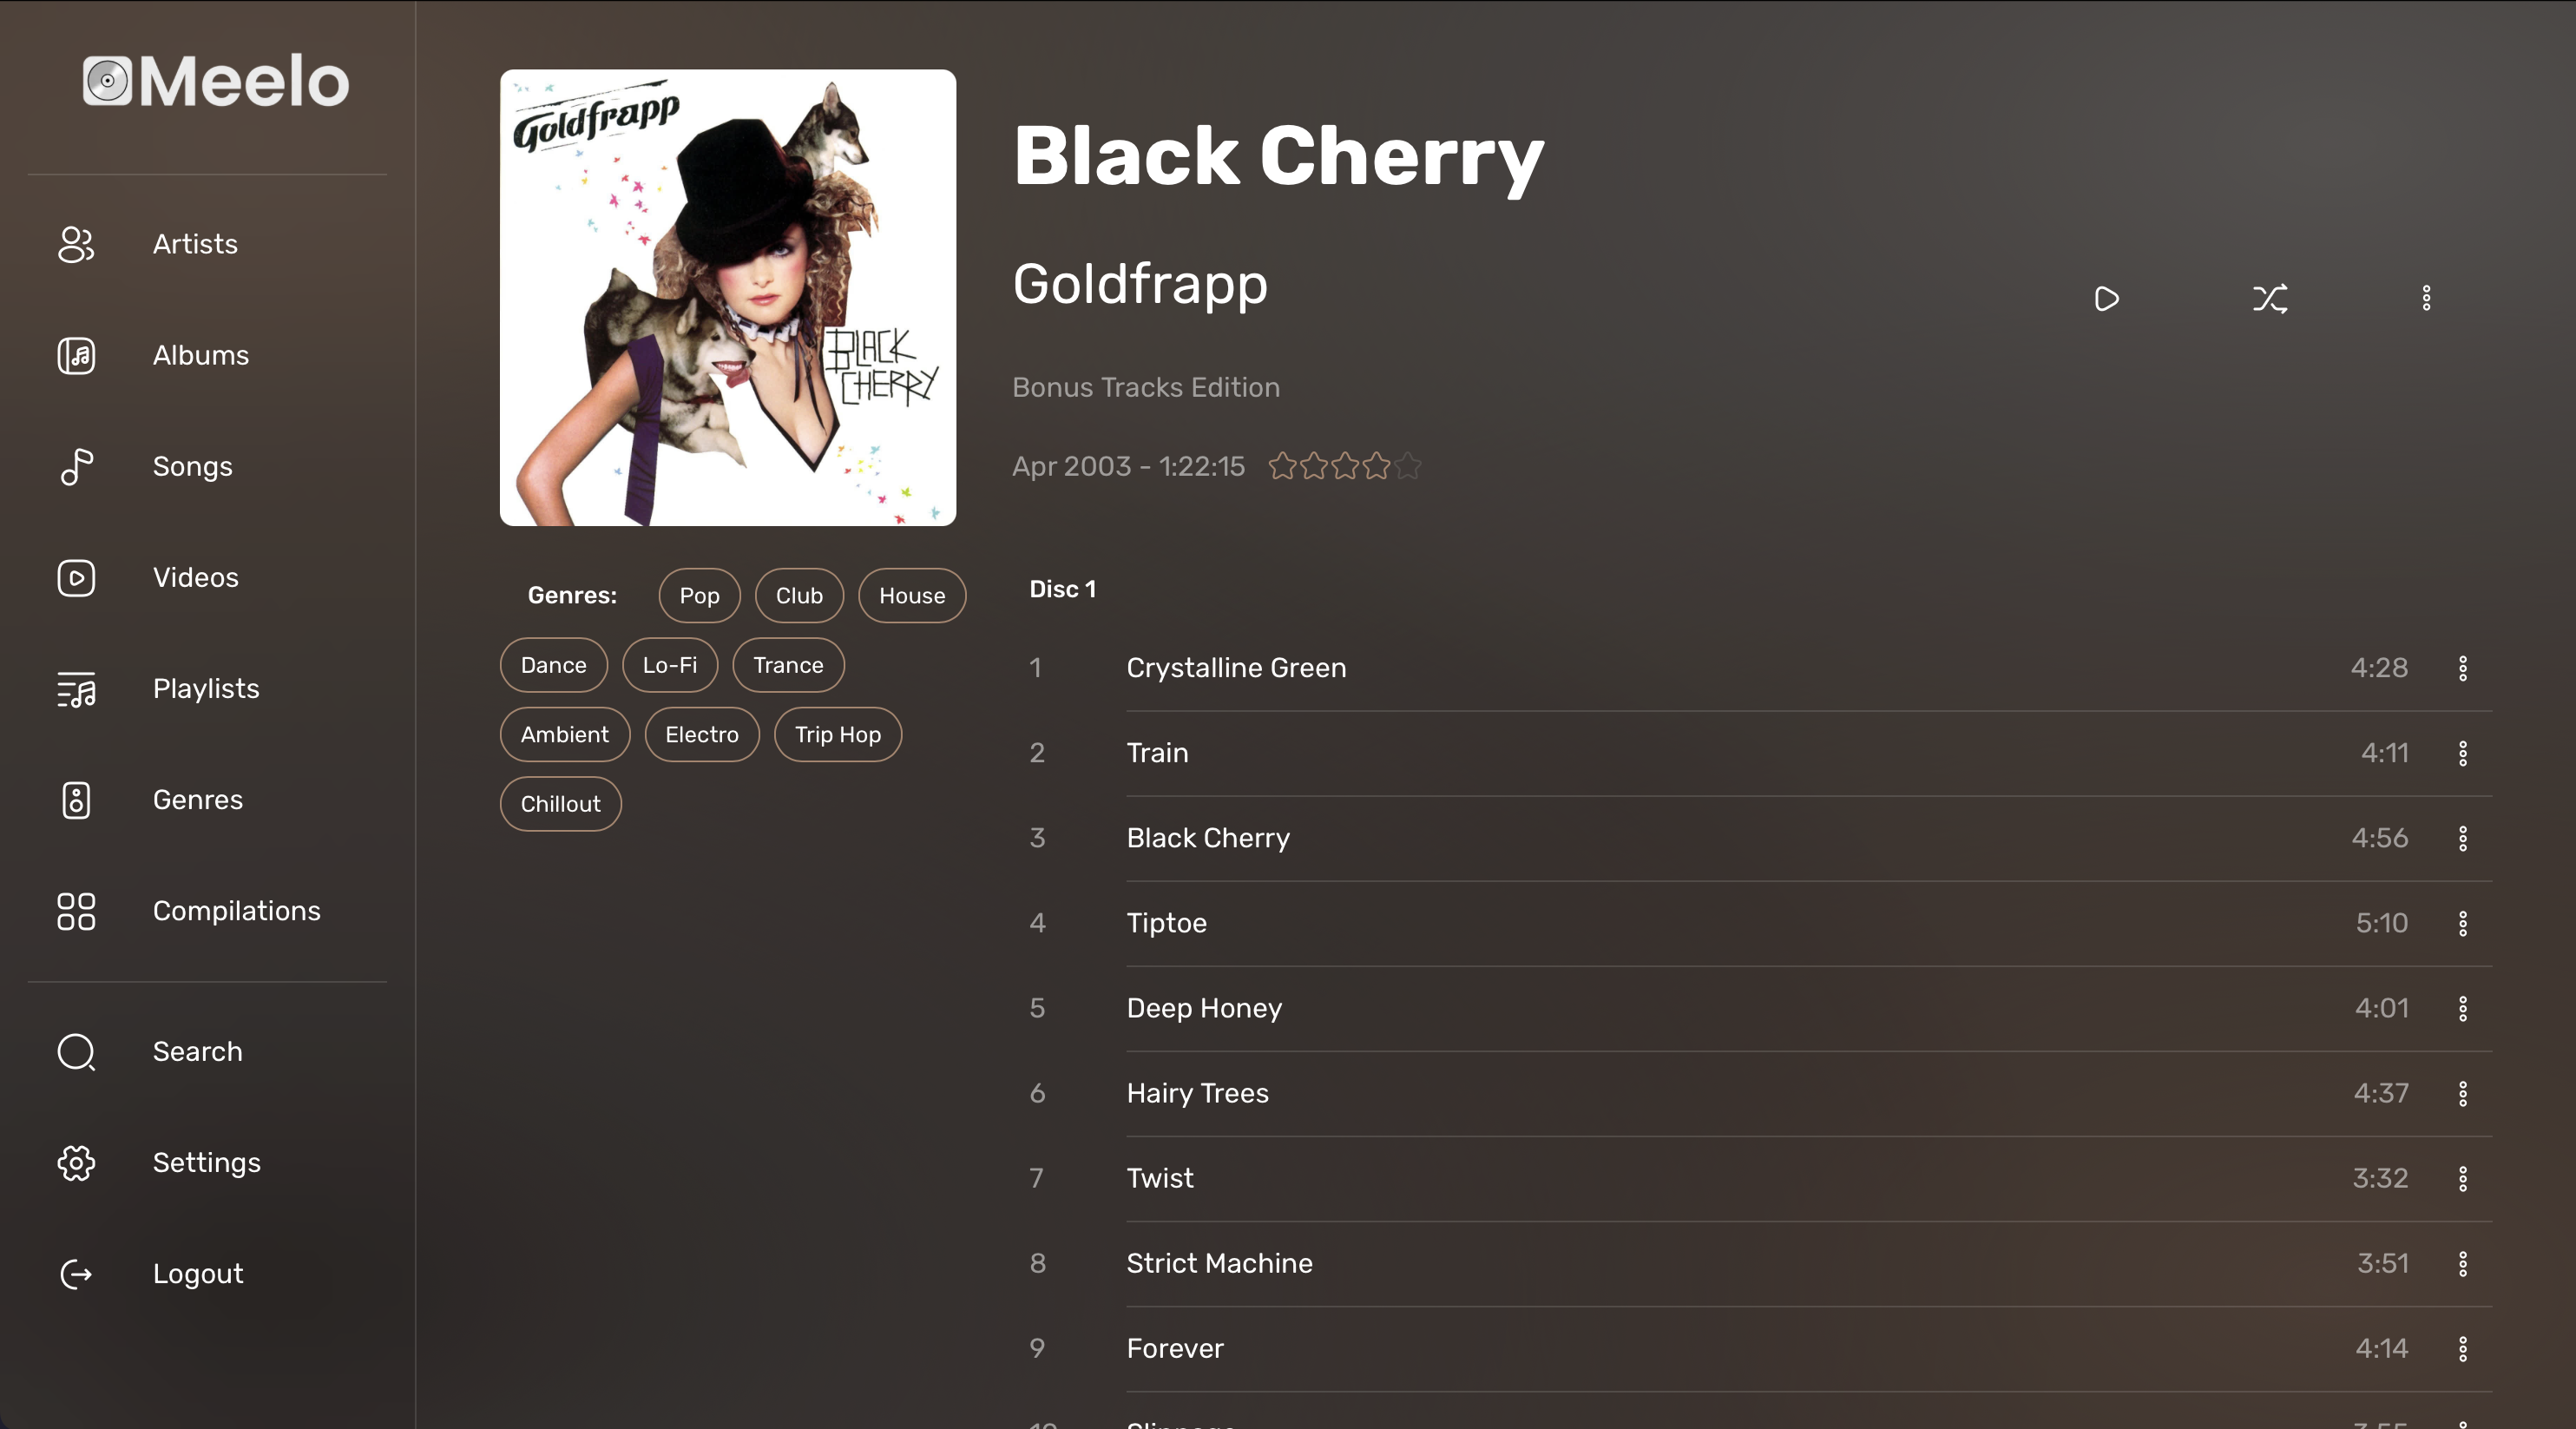 Meelo
Artists
Albums
Songs
Videos
Playlists
Genres
Compilations
Search
Settings
Logout
Goldfrapp
BLACK
CHERRY
Black Cherry
Goldfrapp
Bonus Tracks Edition
Apr 2003 - 1:22:15
Genres: Pop Club House
Dance Lo-Fi Trance
Ambient Electro Trip Hop
Chillout
Disc 1
1 Crystalline Green 4:28
2 Train 4:11
3 Black Cherry 4:56
4 Tiptoe 5:10
5 Deep Honey 4:01
6 Hairy Trees 4:37
7 Twist 3:32
8 Strict Machine 3:51
9 Forever 4:14
10 Slippage 3:55